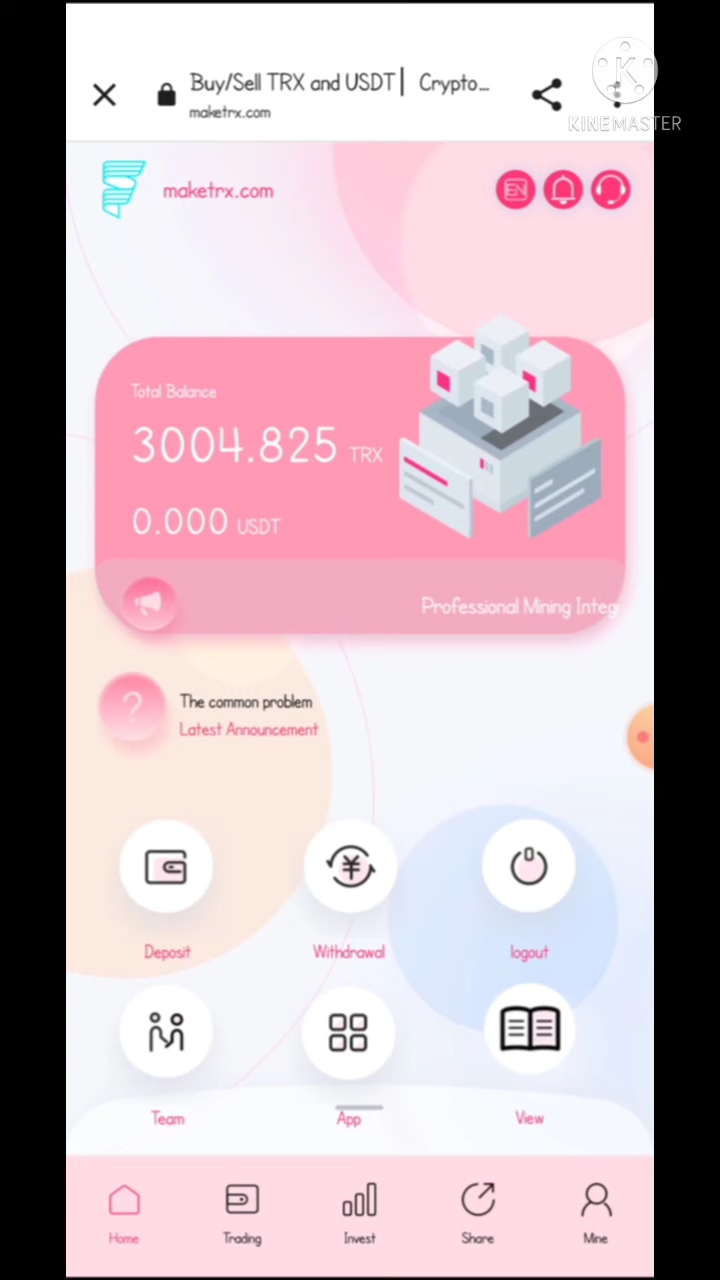 Buy/Sell TRX and USDT| Crypto...
maketrx.com
K
KINEMASTER
maketrx.com
EN
Total Balance
3004.825 TRX
0.000 USDT
Professional Mining Integ
?
The common problem
Latest Announcement
¥
Deposit
Withdrawal
logout
Team
App
View
Home
Trading
Invest
Share
Mine